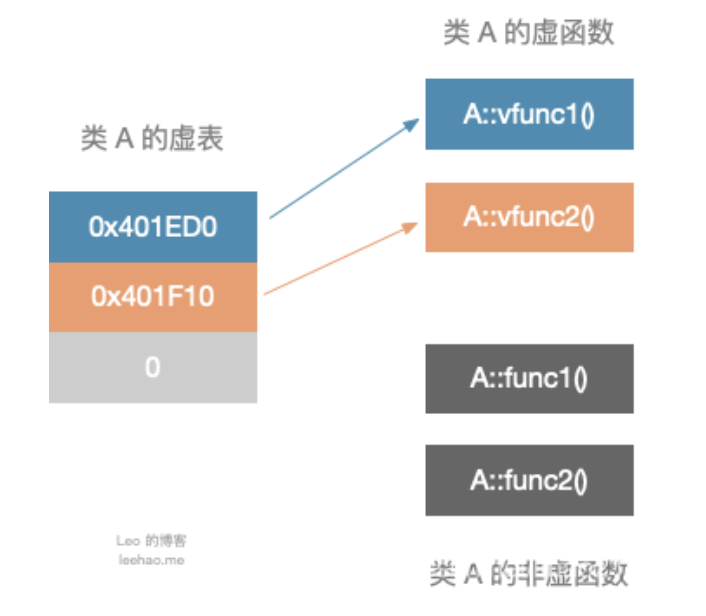 类 A 的虚函数
A::vfunc1()
类 A 的虚表
0x401ED0
A::vfunc2()
0x401F10
0
A::func1()
A::func2()
Leo 的博客
leehao.me
类 A 的非虚函数